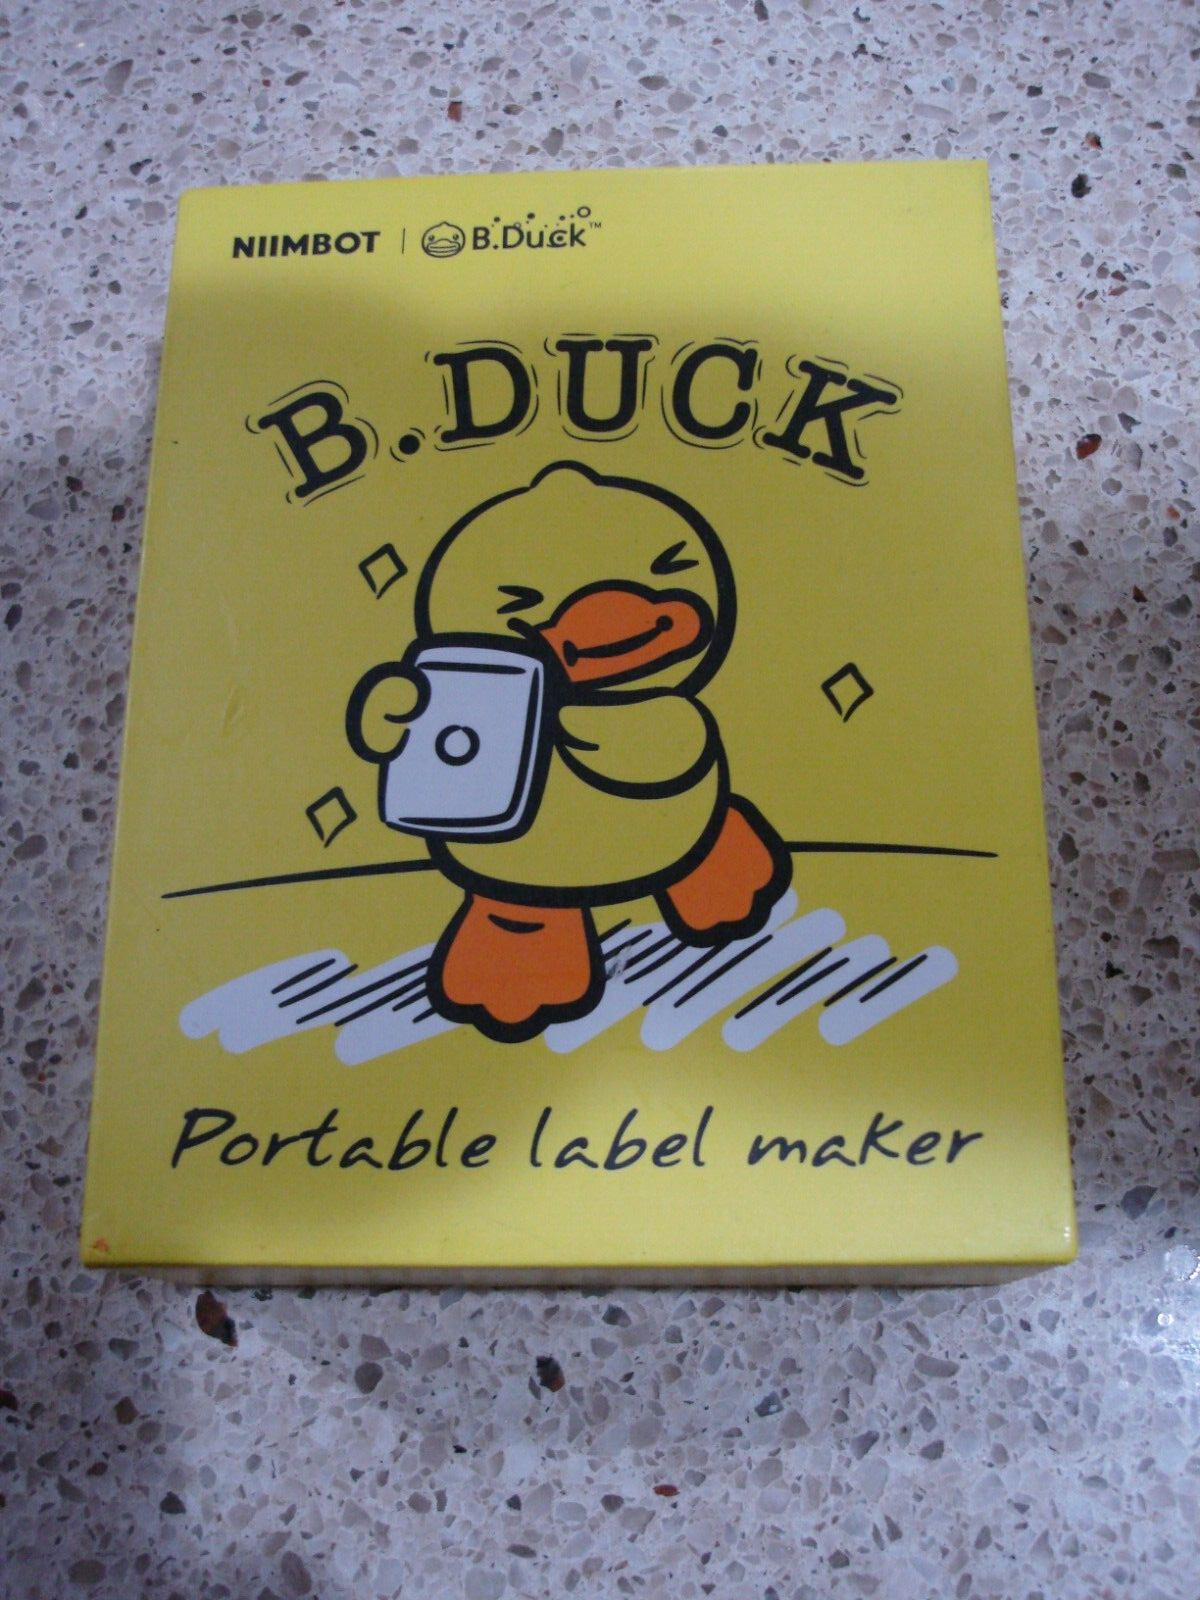 NIIMBOT | B.Duck™
B.DUCK
Portable label maker